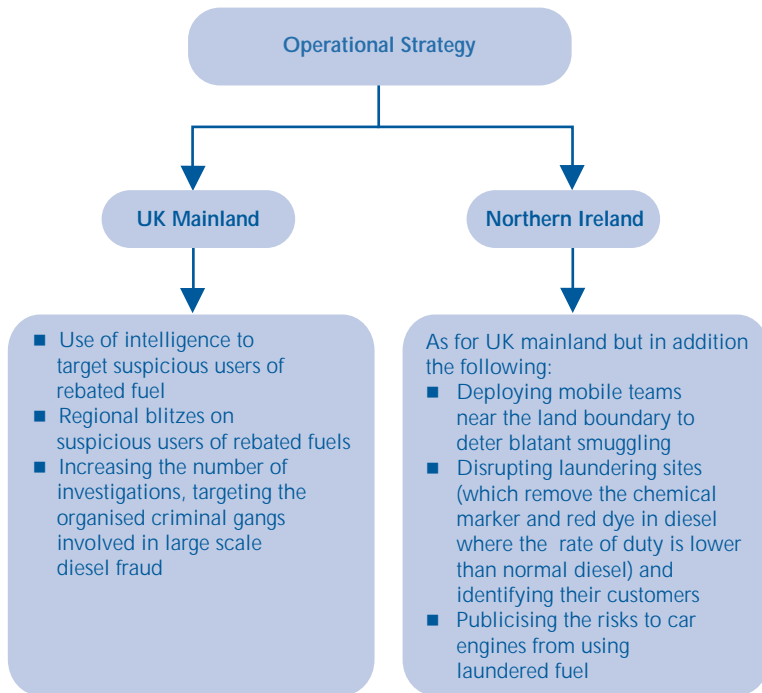 Operational Strategy
UK Mainland
Northern Ireland
■ Use of intelligence to
target suspicious users of
rebated fuel
■ Regional blitzes on
suspicious users of rebated fuels
■ Increasing the number of
investigations, targeting the
organised criminal gangs
involved in large scale
diesel fraud
As for UK mainland but in addition
the following:
■ Deploying mobile teams
near the land boundary to
deter blatant smuggling
■ Disrupting laundering sites
(which remove the chemical
marker and red dye in diesel
where the rate of duty is lower
than normal diesel) and
identifying their customers
■ Publicising the risks to car
engines from using
laundered fuel